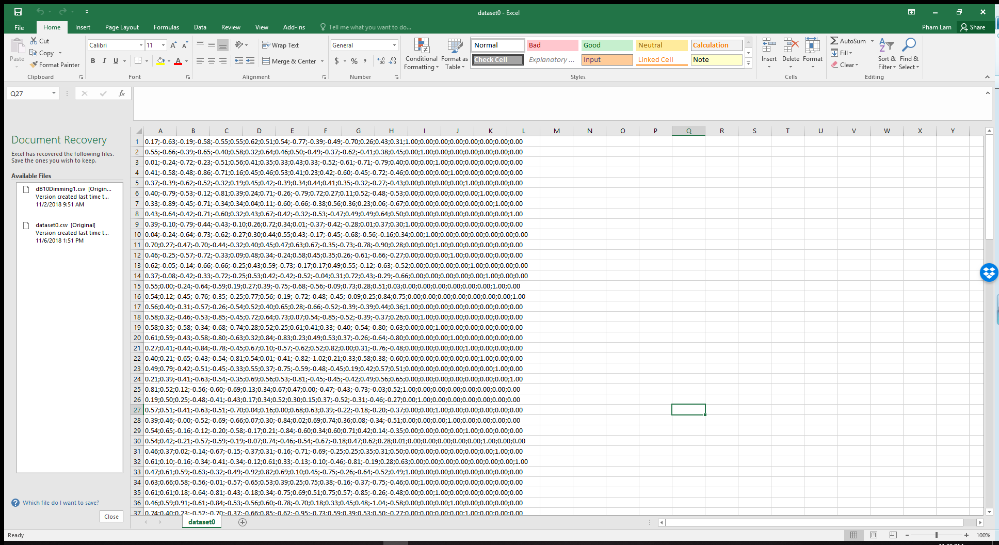 dataset0 - Excel
File Home Insert Page Layout Formulas Data Review View Add-Ins Tell me what you want to do... Pham Lam Share
Paste
Cut
Copy
Format Painter
Clipboard
Calibri 11
B I U
Font
Wrap Text
Merge & Center
Alignment
General
$ %
Number
Conditional Formatting
Format as Table
Normal Bad Good Neutral Calculation
Check Cell Explanatory ... Input Linked Cell Note
Styles
Insert Delete Format
Cells
AutoSum
Fill
Clear
Sort & Filter
Find & Select
Editing
Q27 fx
Document Recovery
Excel has recovered the following files.
Save the ones you wish to keep.
Available Files
dB10Dimming1.csv [Origin...
Version created last time t...
11/2/2018 9:51 AM
dataset0.csv [Original]
Version created last time t...
11/6/2018 1:51 PM
Which file do I want to save?
Close
A B C D E F G H I J K L M N O P Q R S T U V W X Y
1 0.17;-0.63;-0.19;-0.58;-0.55;0.55;0.62;0.51;0.54;-0.77;-0.39;-0.49;-0.70;0.26;0.43;0.31;1.00;0.00;0.00;0.00;0.00;0.00;0.00;0.00
2 0.55;-0.66;-0.39;-0.65;-0.40;0.58;0.32;0.64;0.46;0.50;-0.49;-0.37;-0.62;-0.41;0.38;0.45;0.00;1.00;0.00;0.00;0.00;0.00;0.00;0.00
3 0.01;-0.24;-0.72;-0.23;-0.51;0.56;0.41;0.35;0.33;0.43;0.33;-0.52;-0.61;-0.71;-0.79;0.40;0.00;0.00;1.00;0.00;0.00;0.00;0.00;0.00
4 0.41;-0.58;-0.48;-0.86;-0.71;0.16;0.45;0.46;0.53;0.41;0.23;0.42;-0.60;-0.45;-0.72;-0.46;0.00;0.00;0.00;1.00;0.00;0.00;0.00;0.00
5 0.37;-0.39;-0.62;-0.52;-0.32;0.19;0.45;0.42;-0.39;0.34;0.44;0.41;0.35;-0.32;-0.27;-0.43;0.00;0.00;0.00;0.00;1.00;0.00;0.00;0.00
6 0.40;-0.79;-0.53;-0.12;-0.81;0.39;0.24;0.71;-0.26;-0.79;0.72;0.27;0.11;0.52;-0.48;-0.53;0.00;0.00;0.00;0.00;0.00;1.00;0.00;0.00
7 0.33;-0.89;-0.45;-0.71;-0.34;0.34;0.04;0.11;-0.60;-0.66;-0.38;0.56;0.36;0.23;0.06;-0.67;0.00;0.00;0.00;0.00;0.00;0.00;1.00;0.00
8 0.43;-0.64;-0.42;-0.71;-0.60;0.32;0.43;0.67;-0.42;-0.32;-0.53;-0.47;0.49;0.49;0.64;0.50;0.00;0.00;0.00;0.00;0.00;0.00;0.00;1.00
9 0.39;-0.10;-0.79;-0.44;-0.43;-0.10;0.26;0.72;0.34;0.01;-0.37;-0.42;-0.28;0.01;0.37;0.30;1.00;0.00;0.00;0.00;0.00;0.00;0.00;0.00
10 0.04;-0.24;-0.64;-0.73;-0.62;-0.27;0.30;0.44;0.55;0.43;-0.17;-0.45;-0.68;-0.56;-0.16;0.34;0.00;1.00;0.00;0.00;0.00;0.00;0.00;0.00
11 0.70;0.27;-0.47;-0.70;-0.44;-0.32;0.40;0.45;0.47;0.63;0.67;-0.35;-0.73;-0.78;-0.90;0.28;0.00;0.00;1.00;0.00;0.00;0.00;0.00;0.00
12 0.46;-0.25;-0.57;-0.72;-0.33;0.09;0.48;0.34;-0.24;0.58;0.45;0.35;0.26;-0.61;-0.66;-0.27;0.00;0.00;0.00;1.00;0.00;0.00;0.00;0.00
13 0.62;-0.05;-0.14;-0.66;-0.66;-0.25;0.43;0.59;-0.73;-0.17;0.17;0.49;0.55;-0.12;-0.63;-0.52;0.00;0.00;0.00;0.00;1.00;0.00;0.00;0.00
14 0.37;-0.08;-0.42;-0.33;-0.72;-0.25;0.53;0.42;-0.42;-0.52;-0.04;0.31;0.72;0.43;-0.29;-0.66;0.00;0.00;0.00;0.00;0.00;1.00;0.00;0.00
15 0.55;0.00;-0.24;-0.64;-0.59;0.19;0.27;0.39;-0.75;-0.68;-0.56;-0.09;0.73;0.28;0.51;0.03;0.00;0.00;0.00;0.00;0.00;0.00;1.00;0.00
16 0.54;0.12;-0.45;-0.76;-0.35;-0.25;0.77;0.56;-0.19;-0.72;-0.48;-0.45;-0.09;0.25;0.84;0.75;0.00;0.00;0.00;0.00;0.00;0.00;0.00;1.00
17 0.56;0.40;-0.31;-0.57;-0.26;-0.54;0.52;0.40;0.65;0.28;-0.66;-0.52;-0.39;-0.39;0.44;0.36;1.00;0.00;0.00;0.00;0.00;0.00;0.00;0.00
18 0.58;0.32;-0.46;-0.53;-0.85;-0.45;0.72;0.64;0.73;0.07;0.54;-0.85;-0.52;-0.39;-0.37;0.26;0.00;1.00;0.00;0.00;0.00;0.00;0.00;0.00
19 0.58;0.35;-0.58;-0.34;-0.68;-0.74;0.28;0.52;0.25;0.61;0.41;0.33;-0.40;-0.54;-0.80;-0.63;0.00;0.00;1.00;0.00;0.00;0.00;0.00;0.00
20 0.61;0.59;-0.43;-0.58;-0.80;-0.63;0.32;0.84;-0.83;0.23;0.49;0.53;0.37;-0.26;-0.64;-0.80;0.00;0.00;0.00;1.00;0.00;0.00;0.00;0.00
21 0.27;0.41;-0.44;-0.84;-0.78;-0.45;0.67;0.10;-0.57;-0.62;0.52;0.82;0.00;0.31;-0.76;-0.48;0.00;0.00;0.00;0.00;1.00;0.00;0.00;0.00
22 0.40;0.21;-0.65;-0.43;-0.54;-0.81;0.54;0.01;-0.41;-0.82;-1.02;0.21;0.33;0.58;0.38;-0.60;0.00;0.00;0.00;0.00;0.00;1.00;0.00;0.00
23 0.49;0.79;-0.42;-0.51;-0.45;-0.33;0.55;0.37;-0.75;-0.59;-0.48;-0.45;0.19;0.42;0.57;0.51;0.00;0.00;0.00;0.00;0.00;0.00;1.00;0.00
24 0.21;0.39;-0.41;-0.63;-0.54;-0.35;0.69;0.56;0.53;-0.81;-0.45;-0.45;-0.42;0.49;0.56;0.65;0.00;0.00;0.00;0.00;0.00;0.00;0.00;1.00
25 0.81;0.52;0.12;-0.56;-0.60;-0.69;0.13;0.34;0.67;0.47;0.00;-0.47;-0.43;-0.73;-0.03;0.52;1.00;0.00;0.00;0.00;0.00;0.00;0.00;0.00
26 0.19;0.50;0.25;-0.48;-0.41;-0.43;0.17;0.34;0.52;0.30;0.15;0.37;-0.52;-0.31;-0.46;-0.27;0.00;1.00;0.00;0.00;0.00;0.00;0.00;0.00
27 0.57;0.51;-0.41;-0.63;-0.51;-0.70;0.04;0.16;0.00;0.68;0.63;0.39;-0.22;-0.18;-0.20;-0.37;0.00;0.00;1.00;0.00;0.00;0.00;0.00;0.00
28 0.39;0.46;-0.00;-0.52;-0.69;-0.66;0.07;0.30;-0.84;0.02;0.69;0.74;0.36;0.08;-0.34;-0.51;0.00;0.00;0.00;1.00;0.00;0.00;0.00;0.00
29 0.54;0.65;-0.16;-0.12;-0.20;-0.58;-0.17;0.21;-0.84;-0.60;0.34;0.60;0.71;0.42;0.14;-0.35;0.00;0.00;0.00;0.00;1.00;0.00;0.00;0.00
30 0.54;0.42;-0.21;-0.57;-0.59;-0.19;-0.07;0.74;-0.46;-0.54;-0.67;-0.18;0.47;0.62;0.28;0.01;0.00;0.00;0.00;0.00;0.00;1.00;0.00;0.00
31 0.46;0.37;0.02;-0.14;-0.67;-0.15;-0.37;0.31;-0.16;-0.71;-0.69;-0.25;0.25;0.35;0.31;0.50;0.00;0.00;0.00;0.00;0.00;0.00;1.00;0.00
32 0.61;0.10;-0.16;-0.34;-0.41;-0.34;-0.12;0.61;0.33;-0.13;-0.10;-0.46;-0.81;-0.19;0.28;0.63;0.00;0.00;0.00;0.00;0.00;0.00;0.00;1.00
33 0.47;0.61;0.59;-0.63;-0.32;-0.49;-0.92;0.82;0.69;0.10;0.45;-0.75;-0.26;-0.64;-0.52;0.49;1.00;0.00;0.00;0.00;0.00;0.00;0.00;0.00
34 0.63;0.66;0.58;-0.56;-0.01;-0.57;-0.65;0.53;0.39;0.25;0.75;0.38;-0.16;-0.37;-0.75;-0.46;0.00;1.00;0.00;0.00;0.00;0.00;0.00;0.00
35 0.61;0.61;0.18;-0.64;-0.81;-0.43;-0.18;0.34;-0.75;0.69;0.51;0.75;0.57;-0.85;-0.26;-0.48;0.00;0.00;1.00;0.00;0.00;0.00;0.00;0.00
36 0.46;0.59;0.91;-0.61;-0.84;-0.53;-0.56;0.60;-0.78;-0.70;0.18;0.33;0.45;0.48;-1.04;-0.58;0.00;0.00;0.00;1.00;0.00;0.00;0.00;0.00
37 0.74;0.40;0.23;-0.52;-0.70;-0.37;-0.66;0.85;-0.62;-0.95;-0.73;0.59;0.39;0.53;0.50;-0.27;0.00;0.00;0.00;0.00;1.00;0.00;0.00;0.00
dataset0
Ready 100%